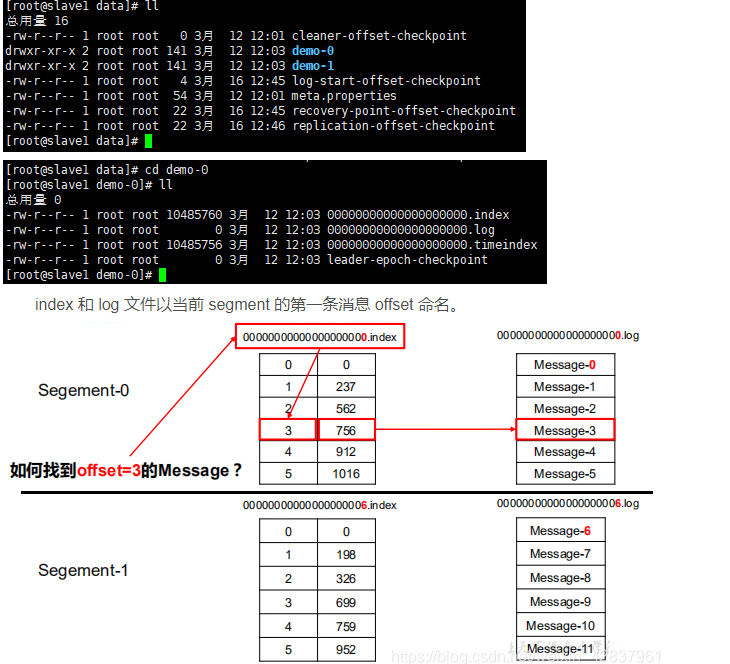 [root@slave1 data]# ll
总用量 16
-rw-r--r-- 1 root root   0 3月  12 12:01 cleaner-offset-checkpoint
drwxr-xr-x 2 root root 141 3月  12 12:03 demo-0
drwxr-xr-x 2 root root 141 3月  12 12:03 demo-1
-rw-r--r-- 1 root root   4 3月  16 12:45 log-start-offset-checkpoint
-rw-r--r-- 1 root root  54 3月  12 12:01 meta.properties
-rw-r--r-- 1 root root  22 3月  16 12:45 recovery-point-offset-checkpoint
-rw-r--r-- 1 root root  22 3月  16 12:46 replication-offset-checkpoint
[root@slave1 data]#
[root@slave1 data]# cd demo-0
[root@slave1 demo-0]# ll
总用量 0
-rw-r--r-- 1 root root 10485760 3月  12 12:03 00000000000000000000.index
-rw-r--r-- 1 root root        0 3月  12 12:03 00000000000000000000.log
-rw-r--r-- 1 root root 10485756 3月  12 12:03 00000000000000000000.timeindex
-rw-r--r-- 1 root root        0 3月  12 12:03 leader-epoch-checkpoint
[root@slave1 demo-0]#
index 和 log 文件以当前 segment 的第一条消息 offset 命名。
00000000000000000000.index
00000000000000000000.log
Segement-0
0 0
1 237
2 562
3 756
4 912
5 1016
Message-0
Message-1
Message-2
Message-3
Message-4
Message-5
如何找到offset=3的Message？
00000000000000000006.index
00000000000000000006.log
Segement-1
0 0
1 198
2 326
3 699
4 759
5 952
Message-6
Message-7
Message-8
Message-9
Message-10
Message-11